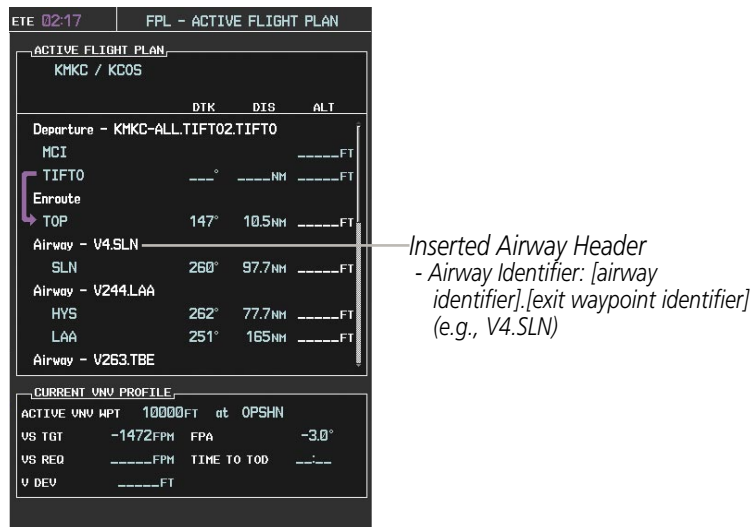 ETE 02:17 FPL – ACTIVE FLIGHT PLAN
ACTIVE FLIGHT PLAN
KMKC / KCOS
DTK DIS ALT
Departure – KMKC-ALL.TIFTO2.TIFTO
MCI _____FT
TIFTO ___° ____NM _____FT
Enroute
TOP 147° 10.5NM _____FT
Airway – V4.SLN
SLN 260° 97.7NM _____FT
Airway – V244.LAA
HYS 262° 77.7NM _____FT
LAA 251° 165NM _____FT
Airway – V263.TBE
CURRENT VNV PROFILE
ACTIVE VNV WPT 10000FT at OPSHN
VS TGT -1472FPM FPA -3.0°
VS REQ _____FPM TIME TO TOD __:__
V DEV _____FT
Inserted Airway Header
- Airway Identifier: [airway
identifier].[exit waypoint identifier]
(e.g., V4.SLN)